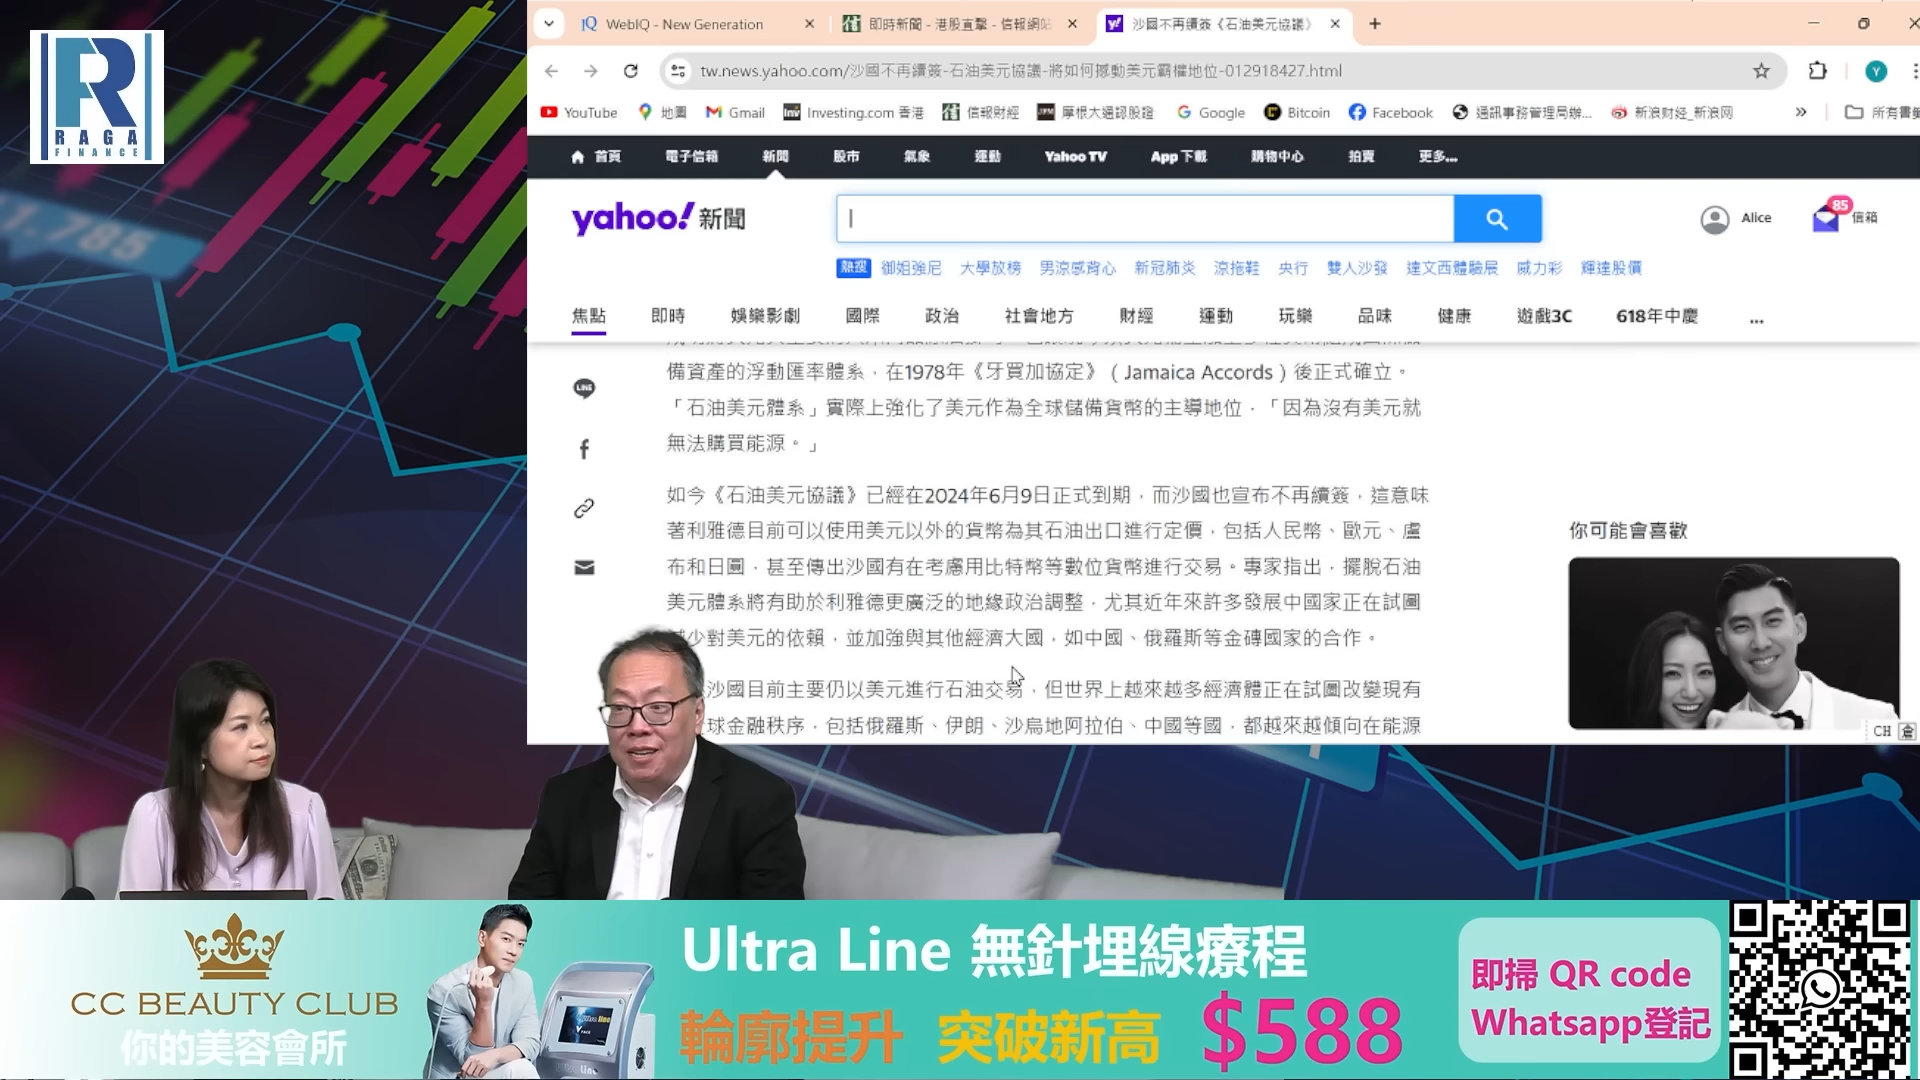 RAGA
FINANCE
1.785
WebIQ - New Generation
即時新聞 - 港股直擊 - 信報網站
沙國不再續簽《石油美元協議》
tw.news.yahoo.com/沙國不再續簽-石油美元協議-將如何撼動美元霸權地位-012918427.html
Y
YouTube
地圖
Gmail
Investing.com 香港
信報財經
摩根大通認股證
Google
Bitcoin
Facebook
通訊事務管理局辦...
新浪财经_新浪网
所有書籤
首頁
電子信箱
新聞
股市
氣象
運動
Yahoo TV
App 下載
購物中心
拍賣
更多...
yahoo!新聞
Alice
85
信箱
熱搜 御姐強尼 大學放榜 男涼感背心 新冠肺炎 涼拖鞋 央行 雙人沙發 達文西體驗展 威力彩 輝達股價
焦點 即時 娛樂影劇 國際 政治 社會地方 財經 運動 玩樂 品味 健康 遊戲3C 618年中慶 ...
備資產的浮動匯率體系，在1978年《牙買加協定》（Jamaica Accords）後正式確立。
「石油美元體系」實際上強化了美元作為全球儲備貨幣的主導地位，「因為沒有美元就
無法購買能源。」
如今《石油美元協議》已經在2024年6月9日正式到期，而沙國也宣布不再續簽，這意味
著利雅德目前可以使用美元以外的貨幣為其石油出口進行定價，包括人民幣、歐元、盧
布和日圓，甚至傳出沙國有在考慮用比特幣等數位貨幣進行交易。專家指出，擺脫石油
美元體系將有助於利雅德更廣泛的地緣政治調整，尤其近年來許多發展中國家正在試圖
減少對美元的依賴，並加強與其他經濟大國，如中國、俄羅斯等金磚國家的合作。
沙國目前主要仍以美元進行石油交易，但世界上越來越多經濟體正在試圖改變現有
球金融秩序，包括俄羅斯、伊朗、沙烏地阿拉伯、中國等國，都越來越傾向在能源
LINE
你可能會喜歡
CH
CC BEAUTY CLUB
你的美容會所
Ultra Line 無針埋線療程
輪廓提升 突破新高 $588
即掃 QR code
Whatsapp登記